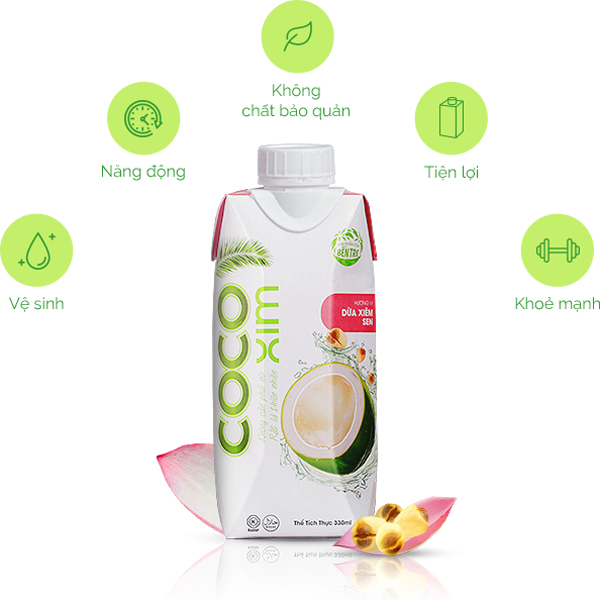 Không
chất bảo quản
Năng động
Tiện lợi
Vệ sinh
Khoẻ mạnh
BẾN TRE
COCO
XIM
HƯƠNG VỊ
DỪA XIÊM
SEN
Thể Tích Thực 330ml